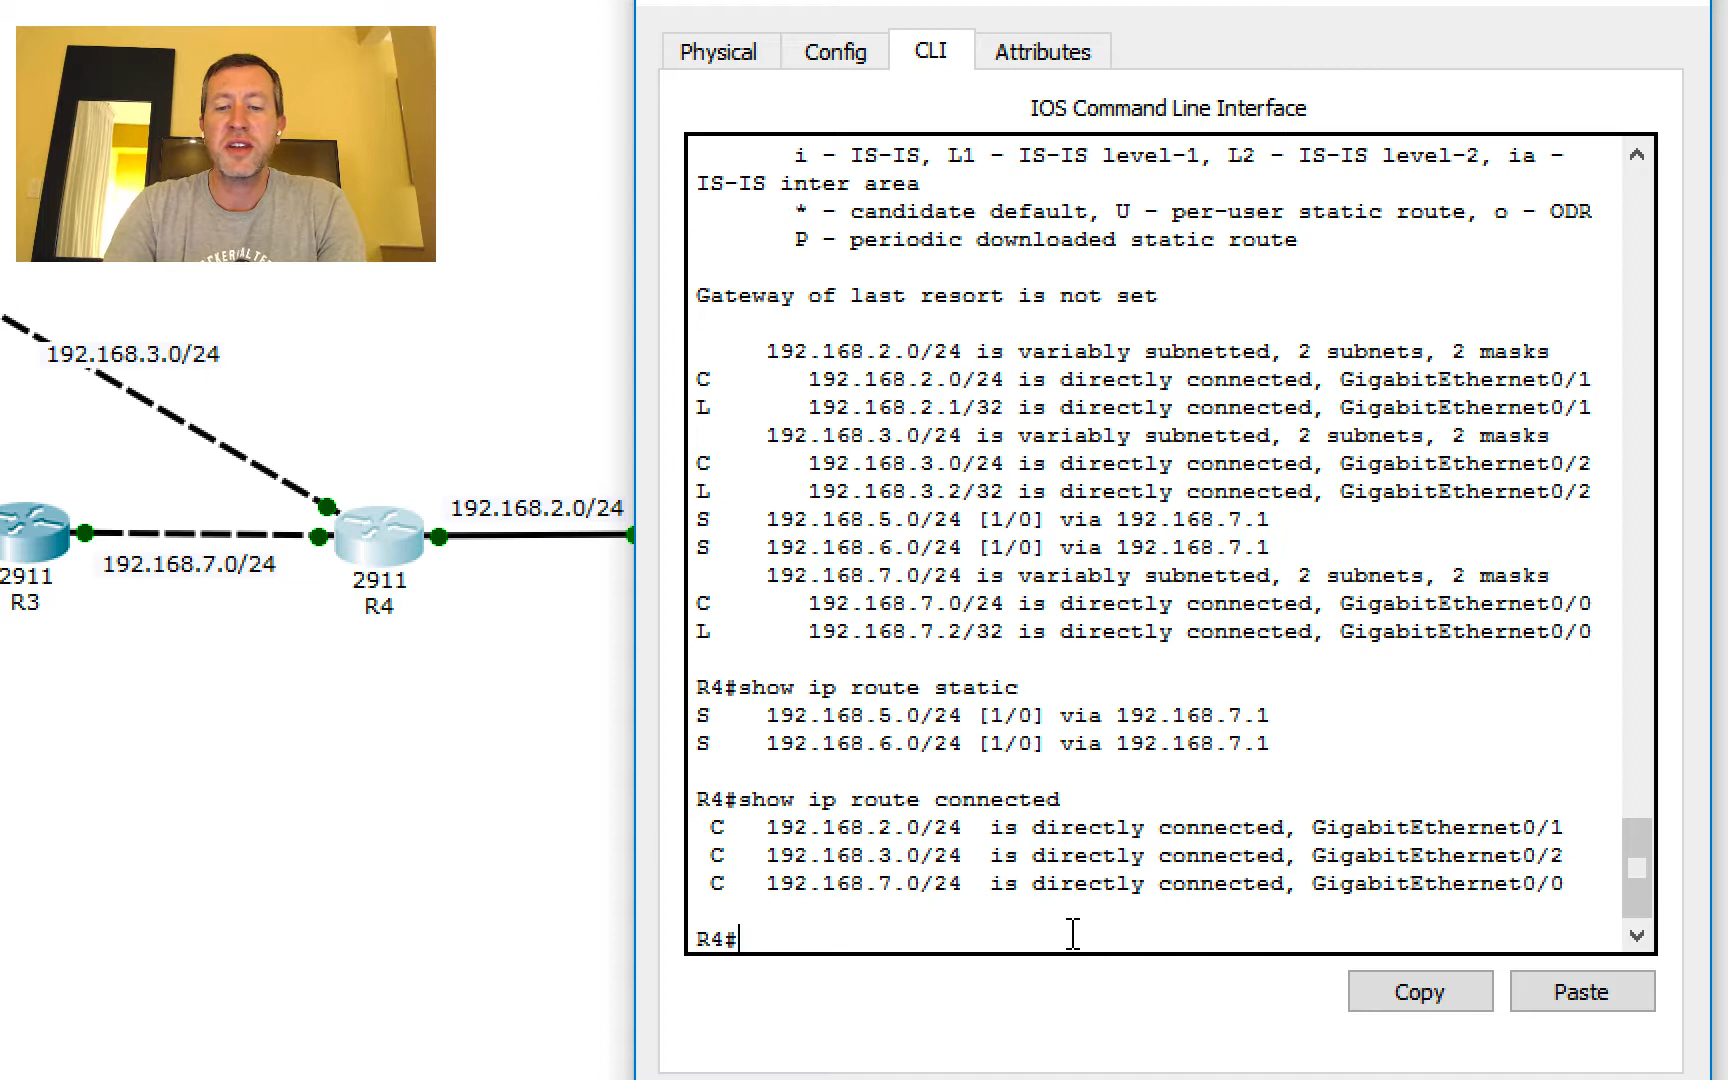 Physical
Config
CLI
Attributes
IOS Command Line Interface
i - IS-IS, L1 - IS-IS level-1, L2 - IS-IS level-2, ia -
IS-IS inter area
* - candidate default, U - per-user static route, o - ODR
P - periodic downloaded static route
Gateway of last resort is not set
192.168.2.0/24 is variably subnetted, 2 subnets, 2 masks
C 192.168.2.0/24 is directly connected, GigabitEthernet0/1
L 192.168.2.1/32 is directly connected, GigabitEthernet0/1
192.168.3.0/24 is variably subnetted, 2 subnets, 2 masks
C 192.168.3.0/24 is directly connected, GigabitEthernet0/2
L 192.168.3.2/32 is directly connected, GigabitEthernet0/2
S 192.168.5.0/24 [1/0] via 192.168.7.1
S 192.168.6.0/24 [1/0] via 192.168.7.1
192.168.7.0/24 is variably subnetted, 2 subnets, 2 masks
C 192.168.7.0/24 is directly connected, GigabitEthernet0/0
L 192.168.7.2/32 is directly connected, GigabitEthernet0/0
R4#show ip route static
S 192.168.5.0/24 [1/0] via 192.168.7.1
S 192.168.6.0/24 [1/0] via 192.168.7.1
R4#show ip route connected
C 192.168.2.0/24 is directly connected, GigabitEthernet0/1
C 192.168.3.0/24 is directly connected, GigabitEthernet0/2
C 192.168.7.0/24 is directly connected, GigabitEthernet0/0
R4#
Copy
Paste
192.168.3.0/24
192.168.2.0/24
192.168.7.0/24
2911
R3
2911
R4